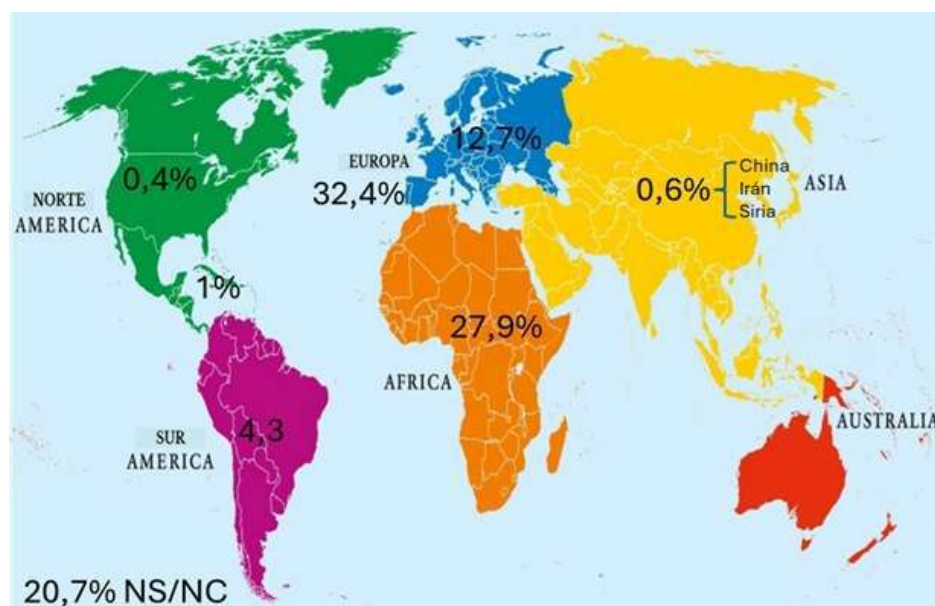 12,7%
EUROPA
32,4%
0,4%
NORTE
AMERICA
0,6%
China
Irán
Siria
ASIA
1%
27,9%
AFRICA
AUSTRALIA
4,3
SUR
AMERICA
20,7% NS/NC